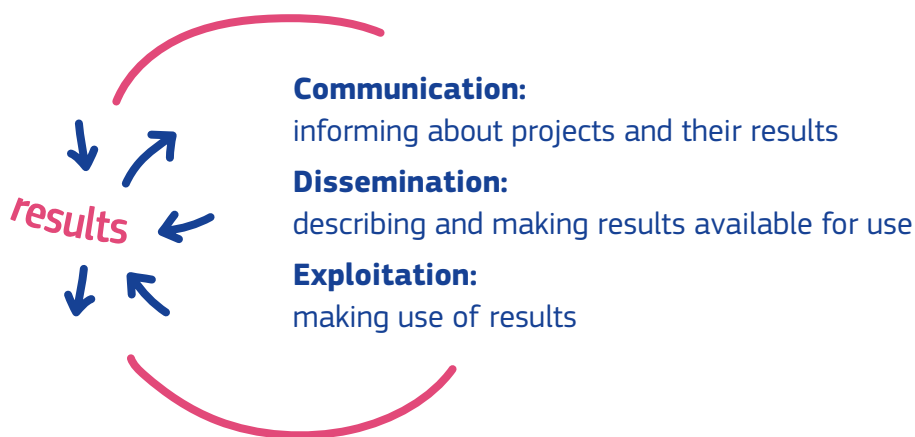 Communication:
informing about projects and their results
results
Dissemination:
describing and making results available for use
Exploitation:
making use of results